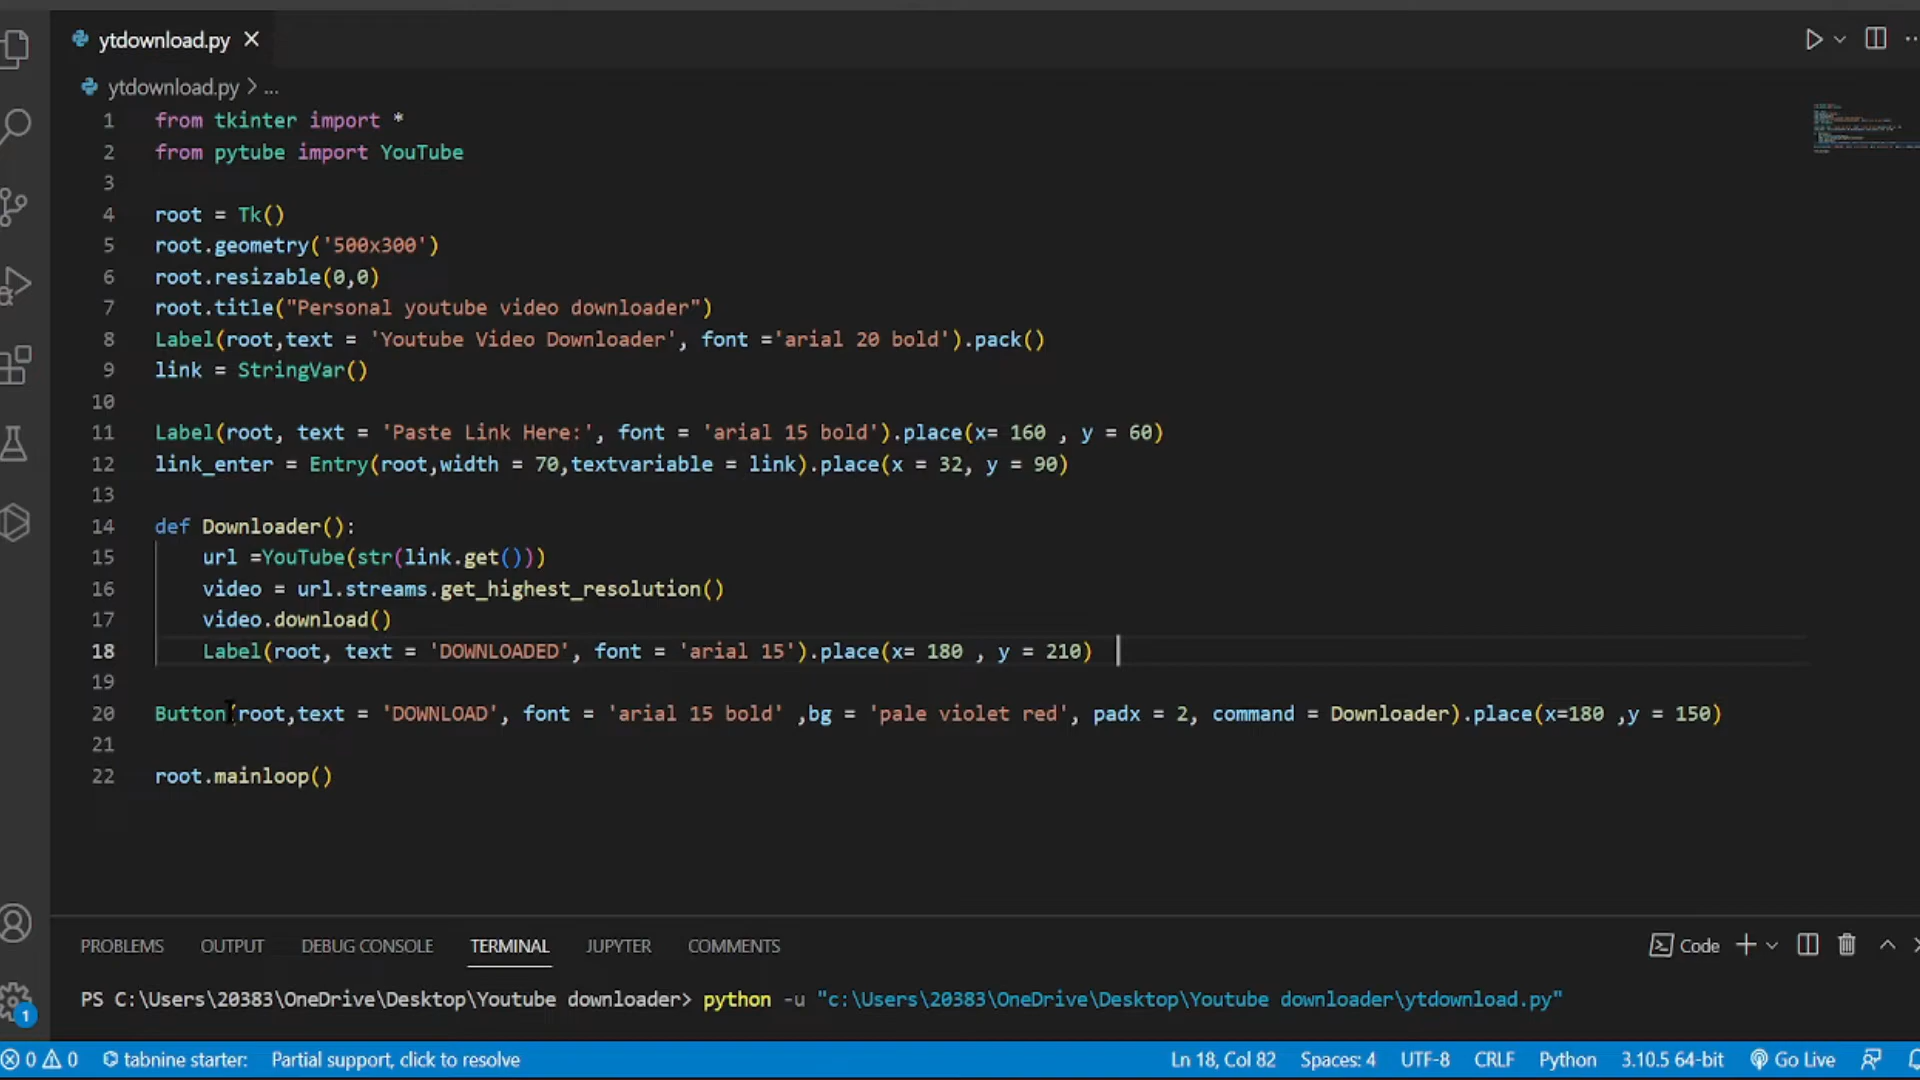 ytdownload.py
ytdownload.py > ...
1 from tkinter import *
2 from pytube import YouTube
3
4 root = Tk()
5 root.geometry('500x300')
6 root.resizable(0,0)
7 root.title("Personal youtube video downloader")
8 Label(root,text = 'Youtube Video Downloader', font ='arial 20 bold').pack()
9 link = StringVar()
10
11 Label(root, text = 'Paste Link Here:', font = 'arial 15 bold').place(x= 160 , y = 60)
12 link_enter = Entry(root,width = 70,textvariable = link).place(x = 32, y = 90)
13
14 def Downloader():
15     url =YouTube(str(link.get()))
16     video = url.streams.get_highest_resolution()
17     video.download()
18     Label(root, text = 'DOWNLOADED', font = 'arial 15').place(x= 180 , y = 210)
19
20 Button(root,text = 'DOWNLOAD', font = 'arial 15 bold' ,bg = 'pale violet red', padx = 2, command = Downloader).place(x=180 ,y = 150)
21
22 root.mainloop()
PROBLEMS OUTPUT DEBUG CONSOLE TERMINAL JUPYTER COMMENTS Code
PS C:\Users\20383\OneDrive\Desktop\Youtube downloader> python -u "c:\Users\20383\OneDrive\Desktop\Youtube downloader\ytdownload.py"
1
0 0 tabnine starter: Partial support, click to resolve Ln 18, Col 82 Spaces: 4 UTF-8 CRLF Python 3.10.5 64-bit Go Live